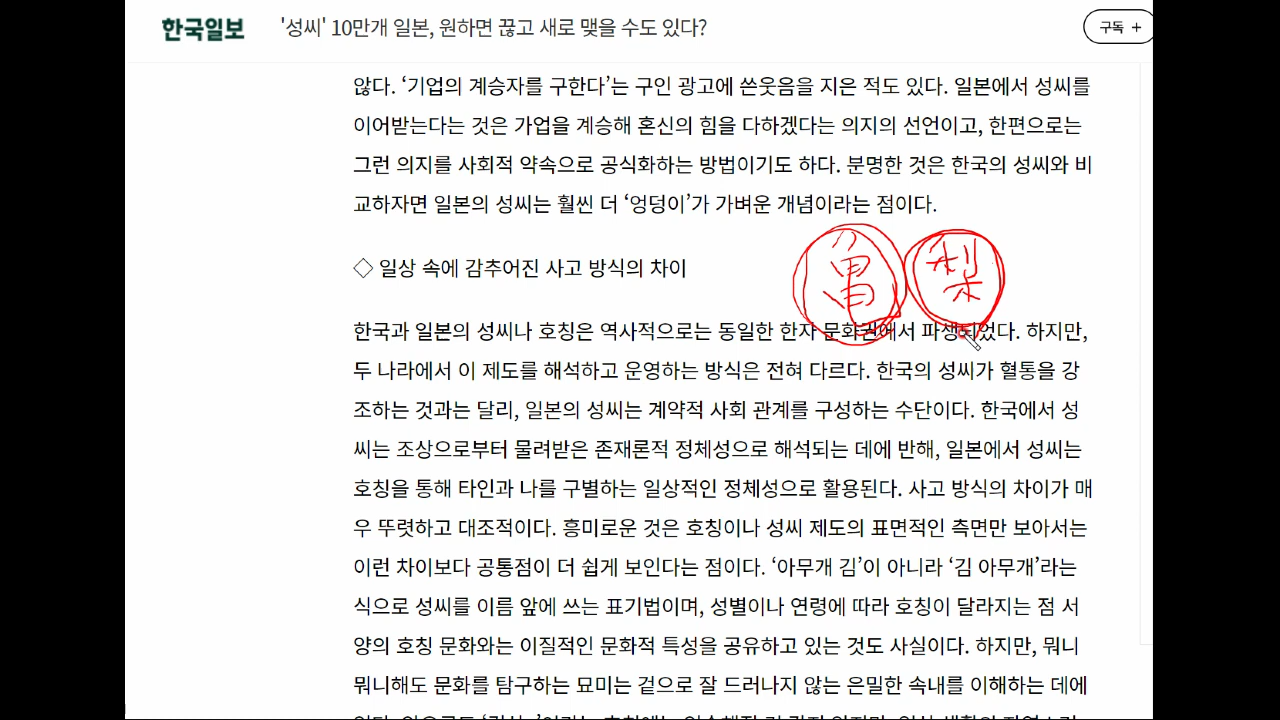 한국일보
'성씨' 10만개 일본, 원하면 끊고 새로 맺을 수도 있다?
구독 +
않다. ‘기업의 계승자를 구한다’는 구인 광고에 쓴웃음을 지은 적도 있다. 일본에서 성씨를
이어받는다는 것은 가업을 계승해 혼신의 힘을 다하겠다는 의지의 선언이고, 한편으로는
그런 의지를 사회적 약속으로 공식화하는 방법이기도 하다. 분명한 것은 한국의 성씨와 비
교하자면 일본의 성씨는 훨씬 더 ‘엉덩이’가 가벼운 개념이라는 점이다.
梨
◇ 일상 속에 감추어진 사고 방식의 차이
한국과 일본의 성씨나 호칭은 역사적으로는 동일한 한자 문화권에서 파생되었다. 하지만,
두 나라에서 이 제도를 해석하고 운영하는 방식은 전혀 다르다. 한국의 성씨가 혈통을 강
조하는 것과는 달리, 일본의 성씨는 계약적 사회 관계를 구성하는 수단이다. 한국에서 성
씨는 조상으로부터 물려받은 존재론적 정체성으로 해석되는 데에 반해, 일본에서 성씨는
호칭을 통해 타인과 나를 구별하는 일상적인 정체성으로 활용된다. 사고 방식의 차이가 매
우 뚜렷하고 대조적이다. 흥미로운 것은 호칭이나 성씨 제도의 표면적인 측면만 보아서는
이런 차이보다 공통점이 더 쉽게 보인다는 점이다. ‘아무개 김’이 아니라 ‘김 아무개’라는
식으로 성씨를 이름 앞에 쓰는 표기법이며, 성별이나 연령에 따라 호칭이 달라지는 점 서
양의 호칭 문화와는 이질적인 문화적 특성을 공유하고 있는 것도 사실이다. 하지만, 뭐니
뭐니해도 문화를 탐구하는 묘미는 겉으로 잘 드러나지 않는 은밀한 속내를 이해하는 데에